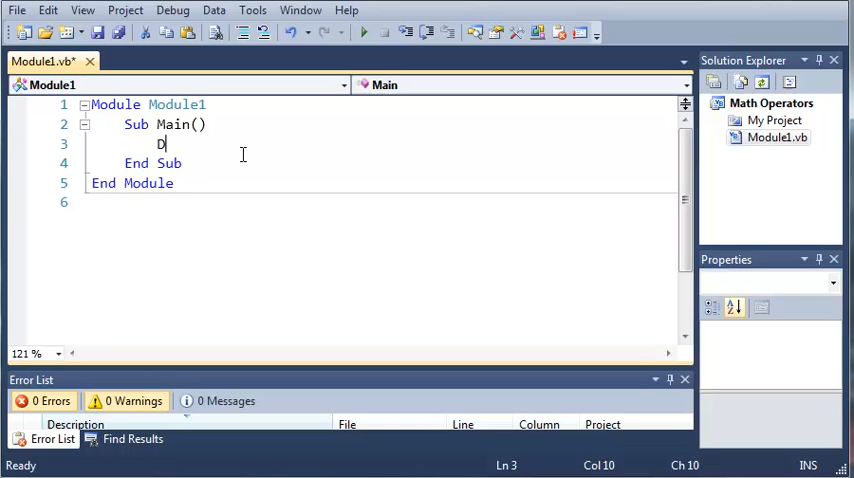 File Edit View Project Debug Data Tools Window Help
Module1.vb*
Module1 Main
1 Module Module1
2 Sub Main()
3 D
4 End Sub
5 End Module
6
121 %
Solution Explorer
Math Operators
My Project
Module1.vb
Properties
Error List
0 Errors 0 Warnings 0 Messages
Description File Line Column Project
Error List Find Results
Ready Ln 3 Col 10 Ch 10 INS